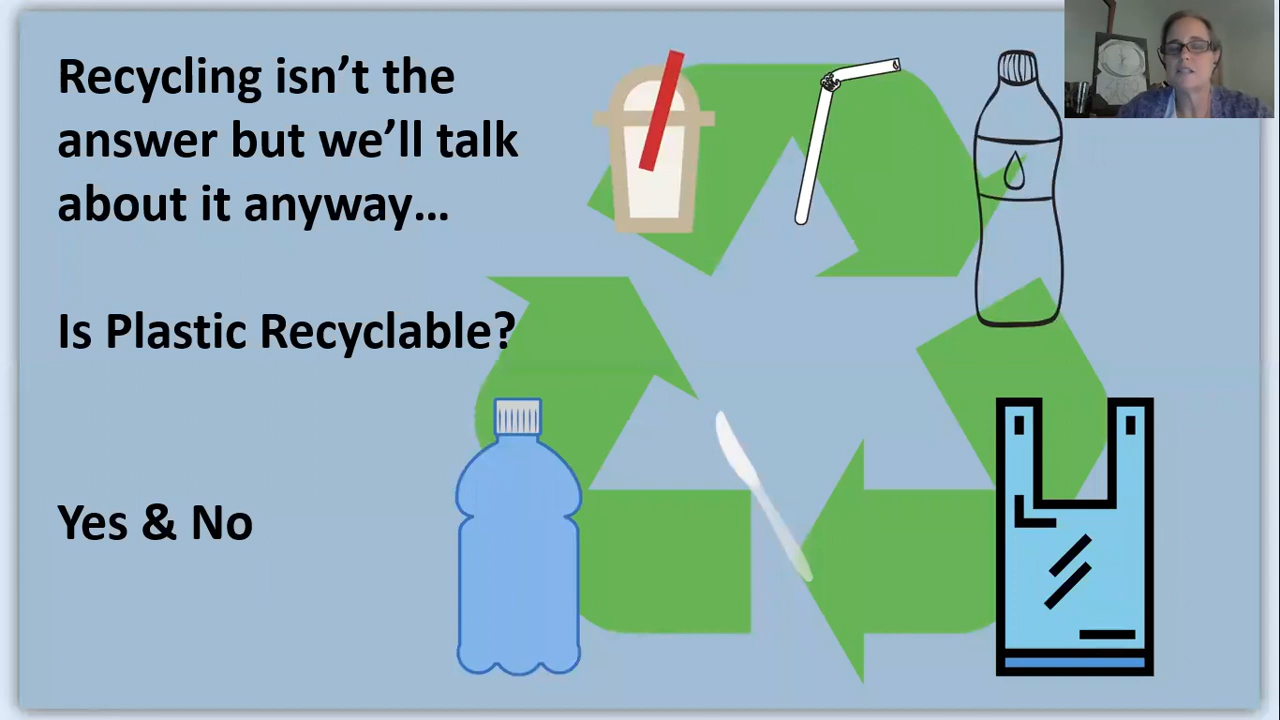 Recycling isn’t the
answer but we’ll talk
about it anyway…
Is Plastic Recyclable?
Yes & No